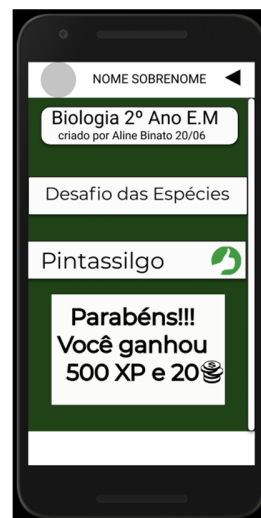 NOME SOBRENOME
Biologia 2º Ano E.M
criado por Aline Binato 20/06
Desafio das Espécies
Pintassilgo
Parabéns!!!
Você ganhou
500 XP e 20